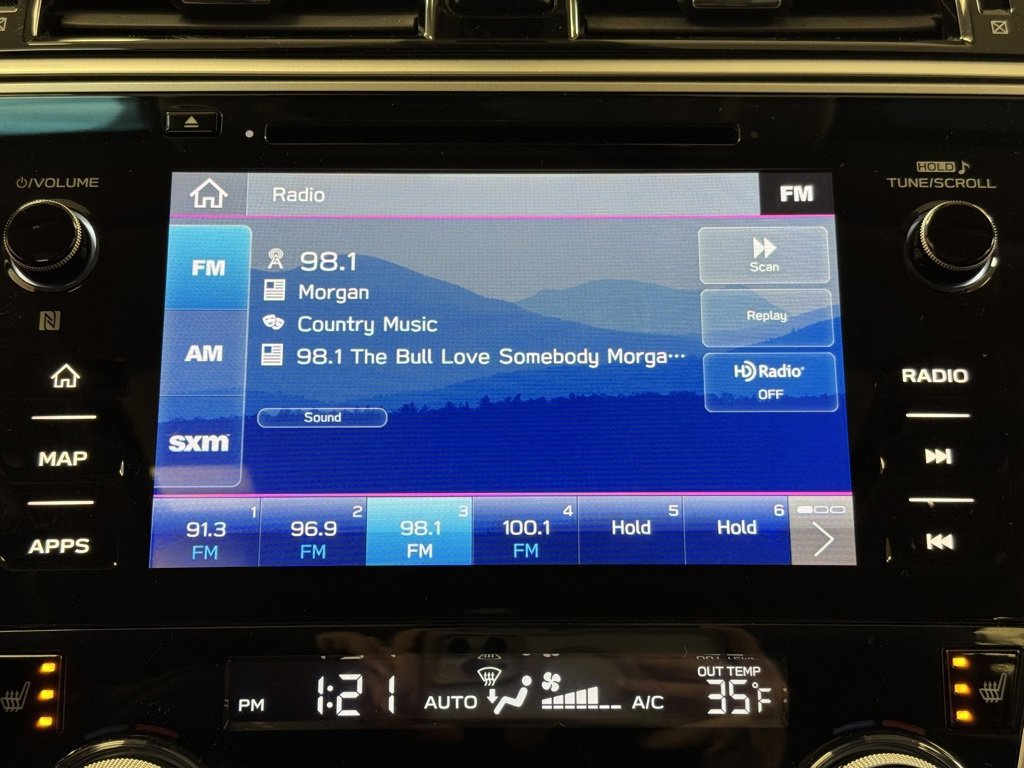 ⏻/VOLUME
HOLD ♪
TUNE/SCROLL
Radio
FM
FM
98.1
Scan
Morgan
Replay
Country Music
AM
98.1 The Bull Love Somebody Morga···
HD Radio
OFF
RADIO
Sound
sxm
MAP
APPS
1
91.3
FM
2
96.9
FM
3
98.1
FM
4
100.1
FM
5
Hold
6
Hold
PM
1:21
AUTO
A/C
OUT TEMP
35°F